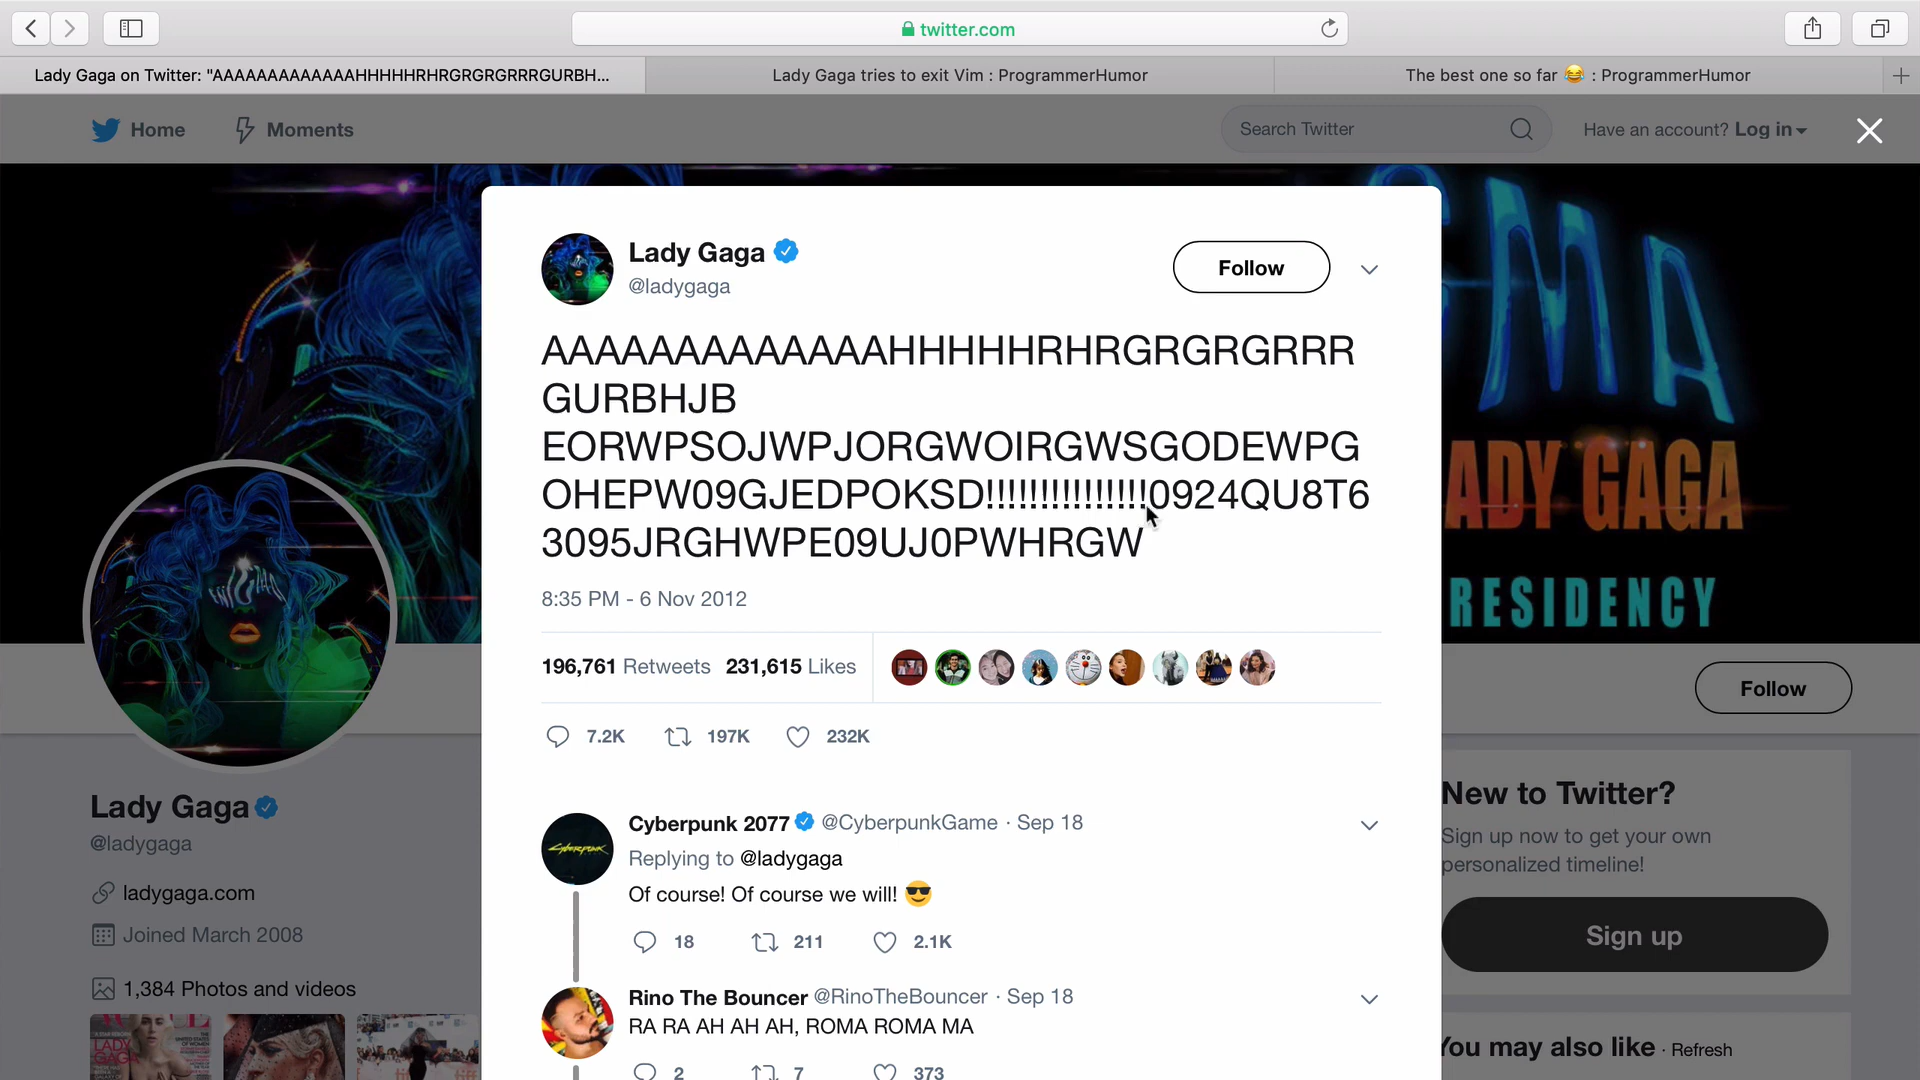 twitter.com
Lady Gaga on Twitter: "AAAAAAAAAAAAAHHHHHRHRGRGRGRRRGURBH...
Lady Gaga tries to exit Vim : ProgrammerHumor
The best one so far 😂 : ProgrammerHumor
Home
Moments
Search Twitter
Have an account? Log in
Lady Gaga
@ladygaga
Follow
AAAAAAAAAAAAAHHHHHRHRGRGRGRRR
GURBHJB
EORWPSOJWPJORGWOIRGWSGODEWPG
OHEPW09GJEDPOKSD!!!!!!!!!!!!!!!!0924QU8T6
3095JRGHWPE09UJ0PWHRGW
8:35 PM - 6 Nov 2012
196,761 Retweets 231,615 Likes
7.2K 197K 232K
Cyberpunk 2077 @CyberpunkGame · Sep 18
Replying to @ladygaga
Of course! Of course we will! 😎
18 211 2.1K
Rino The Bouncer @RinoTheBouncer · Sep 18
RA RA AH AH AH, ROMA ROMA MA
2 7 373
Lady Gaga
@ladygaga
ladygaga.com
Joined March 2008
1,384 Photos and videos
LADY GAGA
RESIDENCY
Follow
New to Twitter?
Sign up now to get your own
personalized timeline!
Sign up
You may also like · Refresh